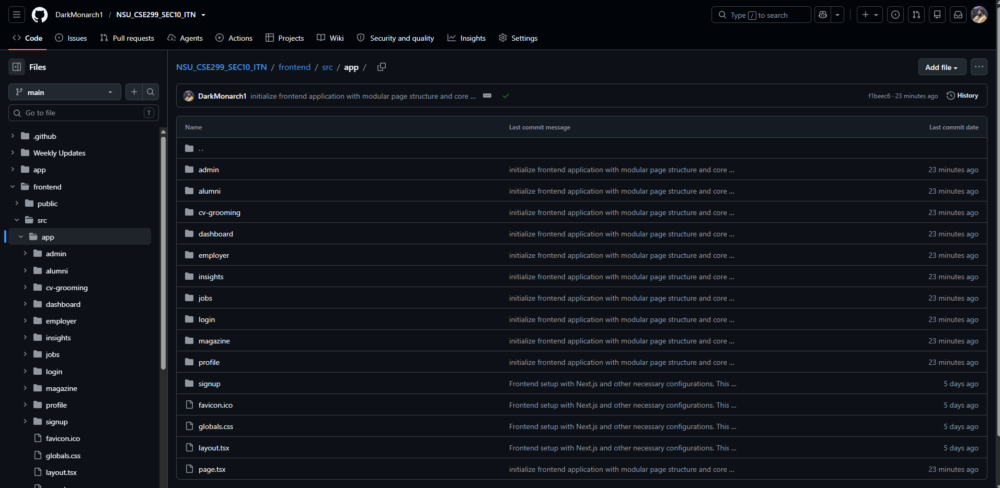 DarkMonarch1 / NSU_CSE299_SEC10_ITN
Type / to search
Code Issues Pull requests Agents Actions Projects Wiki Security and quality Insights Settings
Files
main
Go to file T
.github
Weekly Updates
app
frontend
public
src
app
admin
alumni
cv-grooming
dashboard
employer
insights
jobs
login
magazine
profile
signup
favicon.ico
globals.css
layout.tsx
NSU_CSE299_SEC10_ITN / frontend / src / app /
Add file
DarkMonarch1 initialize frontend application with modular page structure and core ...
f1beec6 · 23 minutes ago History
Name Last commit message Last commit date
..
admin initialize frontend application with modular page structure and core ... 23 minutes ago
alumni initialize frontend application with modular page structure and core ... 23 minutes ago
cv-grooming initialize frontend application with modular page structure and core ... 23 minutes ago
dashboard initialize frontend application with modular page structure and core ... 23 minutes ago
employer initialize frontend application with modular page structure and core ... 23 minutes ago
insights initialize frontend application with modular page structure and core ... 23 minutes ago
jobs initialize frontend application with modular page structure and core ... 23 minutes ago
login initialize frontend application with modular page structure and core ... 23 minutes ago
magazine initialize frontend application with modular page structure and core ... 23 minutes ago
profile initialize frontend application with modular page structure and core ... 23 minutes ago
signup Frontend setup with Next.js and other necessary configurations. This ... 5 days ago
favicon.ico Frontend setup with Next.js and other necessary configurations. This ... 5 days ago
globals.css Frontend setup with Next.js and other necessary configurations. This ... 5 days ago
layout.tsx Frontend setup with Next.js and other necessary configurations. This ... 5 days ago
page.tsx initialize frontend application with modular page structure and core ... 23 minutes ago